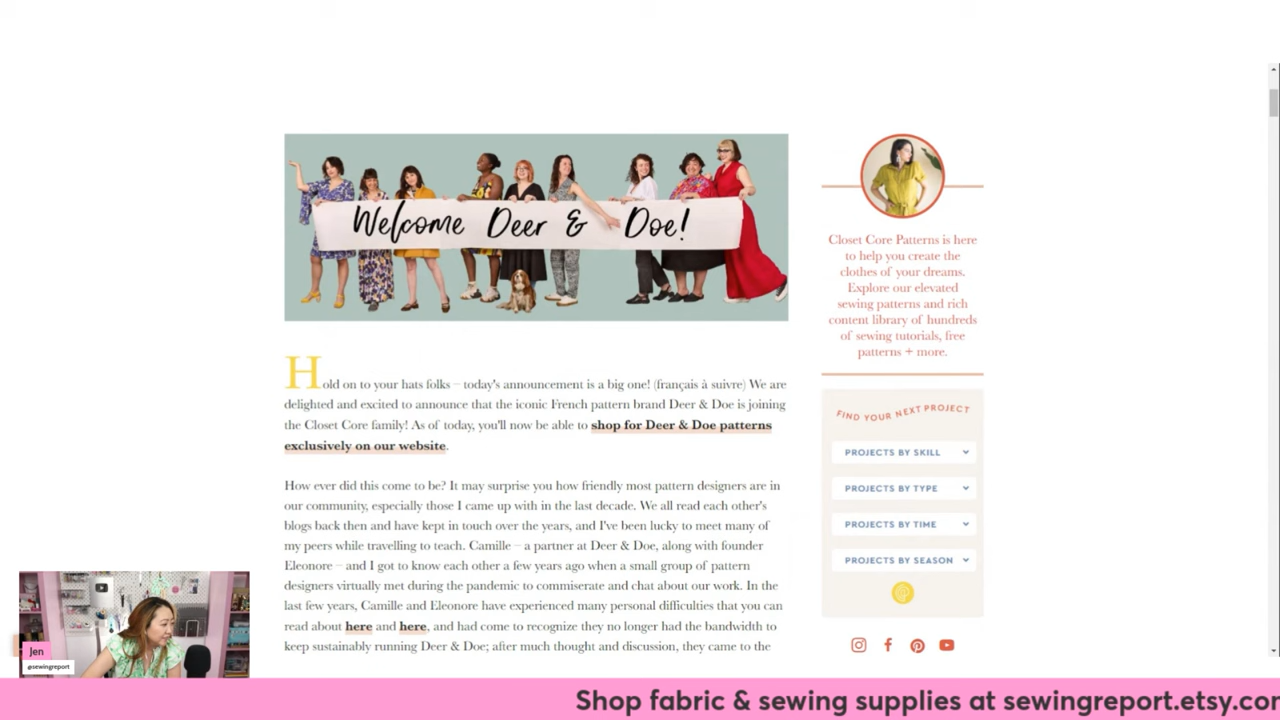 Welcome Deer & Doe!
Hold on to your hats folks – today's announcement is a big one! (français à suivre) We are
delighted and excited to announce that the iconic French pattern brand Deer & Doe is joining
the Closet Core family! As of today, you'll now be able to shop for Deer & Doe patterns
exclusively on our website.
How ever did this come to be? It may surprise you how friendly most pattern designers are in
our community, especially those I came up with in the last decade. We all read each other's
blogs back then and have kept in touch over the years, and I've been lucky to meet many of
my peers while travelling to teach. Camille – a partner at Deer & Doe, along with founder
Eleonore – and I got to know each other a few years ago when a small group of pattern
designers virtually met during the pandemic to commiserate and chat about our work. In the
last few years, Camille and Eleonore have experienced many personal difficulties that you can
read about here and here, and had come to recognize they no longer had the bandwidth to
keep sustainably running Deer & Doe; after much thought and discussion, they came to the
Closet Core Patterns is here
to help you create the
clothes of your dreams.
Explore our elevated
sewing patterns and rich
content library of hundreds
of sewing tutorials, free
patterns + more.
FIND YOUR NEXT PROJECT
PROJECTS BY SKILL
PROJECTS BY TYPE
PROJECTS BY TIME
PROJECTS BY SEASON
Jen
@sewingreport
Shop fabric & sewing supplies at sewingreport.etsy.cor